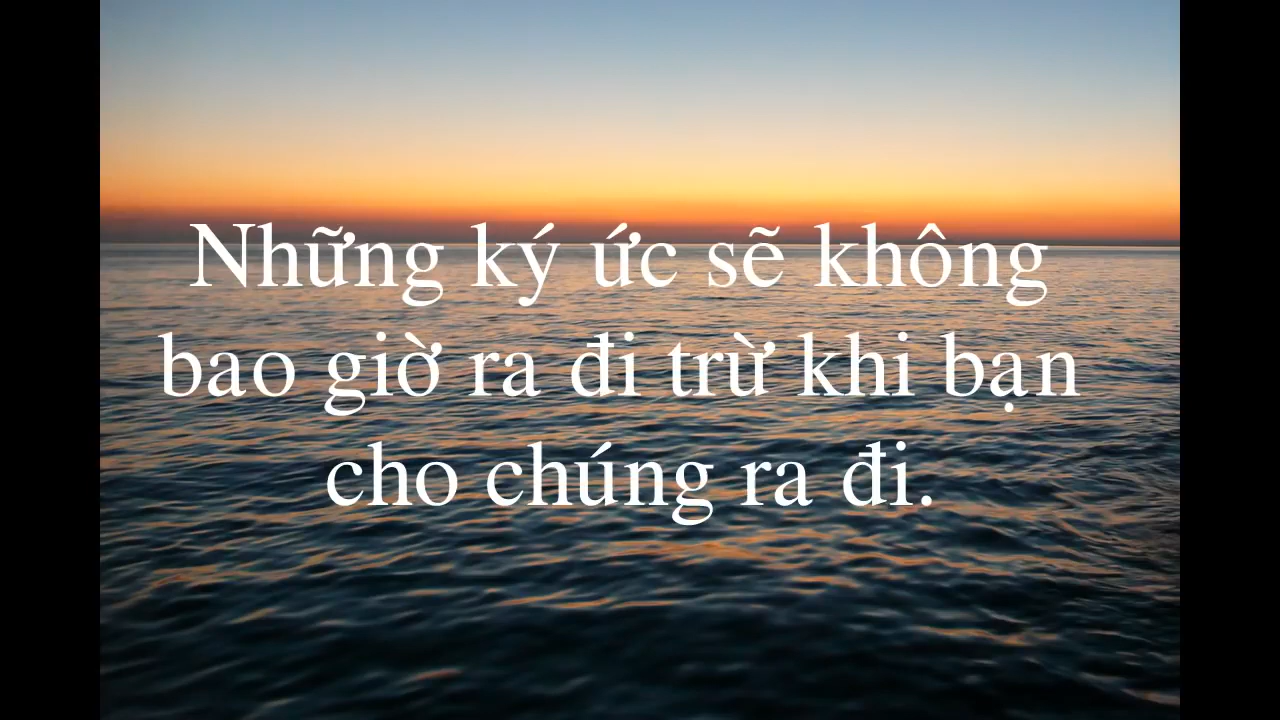 Những ký ức sẽ không
bao giờ ra đi trừ khi bạn
cho chúng ra đi.